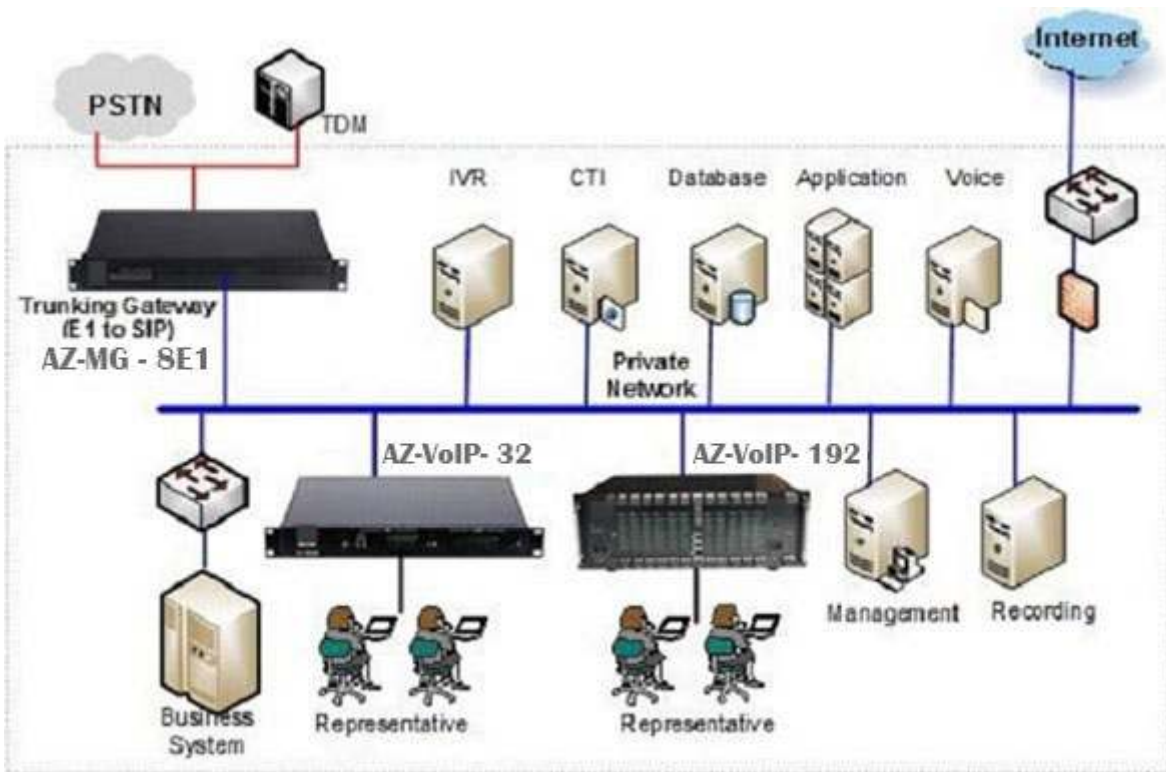 Internet
PSTN
TDM
IVR
CTI
Database
Application
Voice
Trunking Gateway
(E1 to SIP)
AZ-MG - 8E1
Private
Network
AZ-VoIP- 32
AZ-VoIP- 192
Management
Recording
Business
System
Representative
Representative